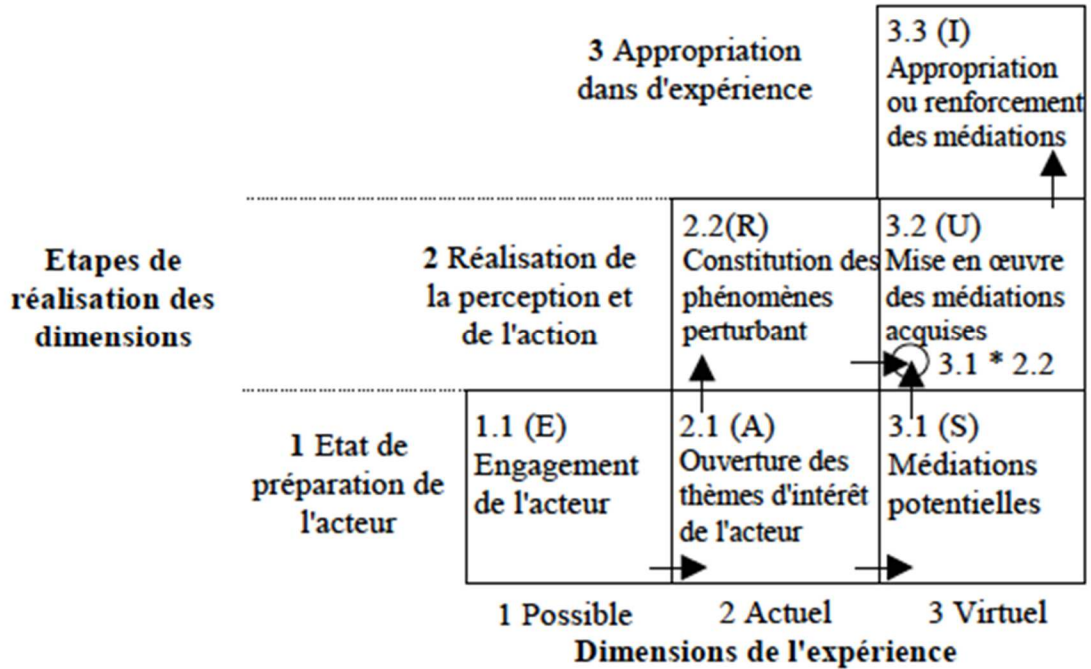 3 Appropriation
dans d'expérience
3.3 (I)
Appropriation
ou renforcement
des médiations
Etapes de
réalisation des
dimensions
2 Réalisation de
la perception et
de l'action
2.2(R)
Constitution des
phénomènes
perturbant
3.2 (U)
Mise en œuvre
des médiations
acquises
3.1 * 2.2
1 Etat de
préparation de
l'acteur
1.1 (E)
Engagement
de l'acteur
2.1 (A)
Ouverture des
thèmes d'intérêt
de l'acteur
3.1 (S)
Médiations
potentielles
1 Possible
2 Actuel
3 Virtuel
Dimensions de l'expérience